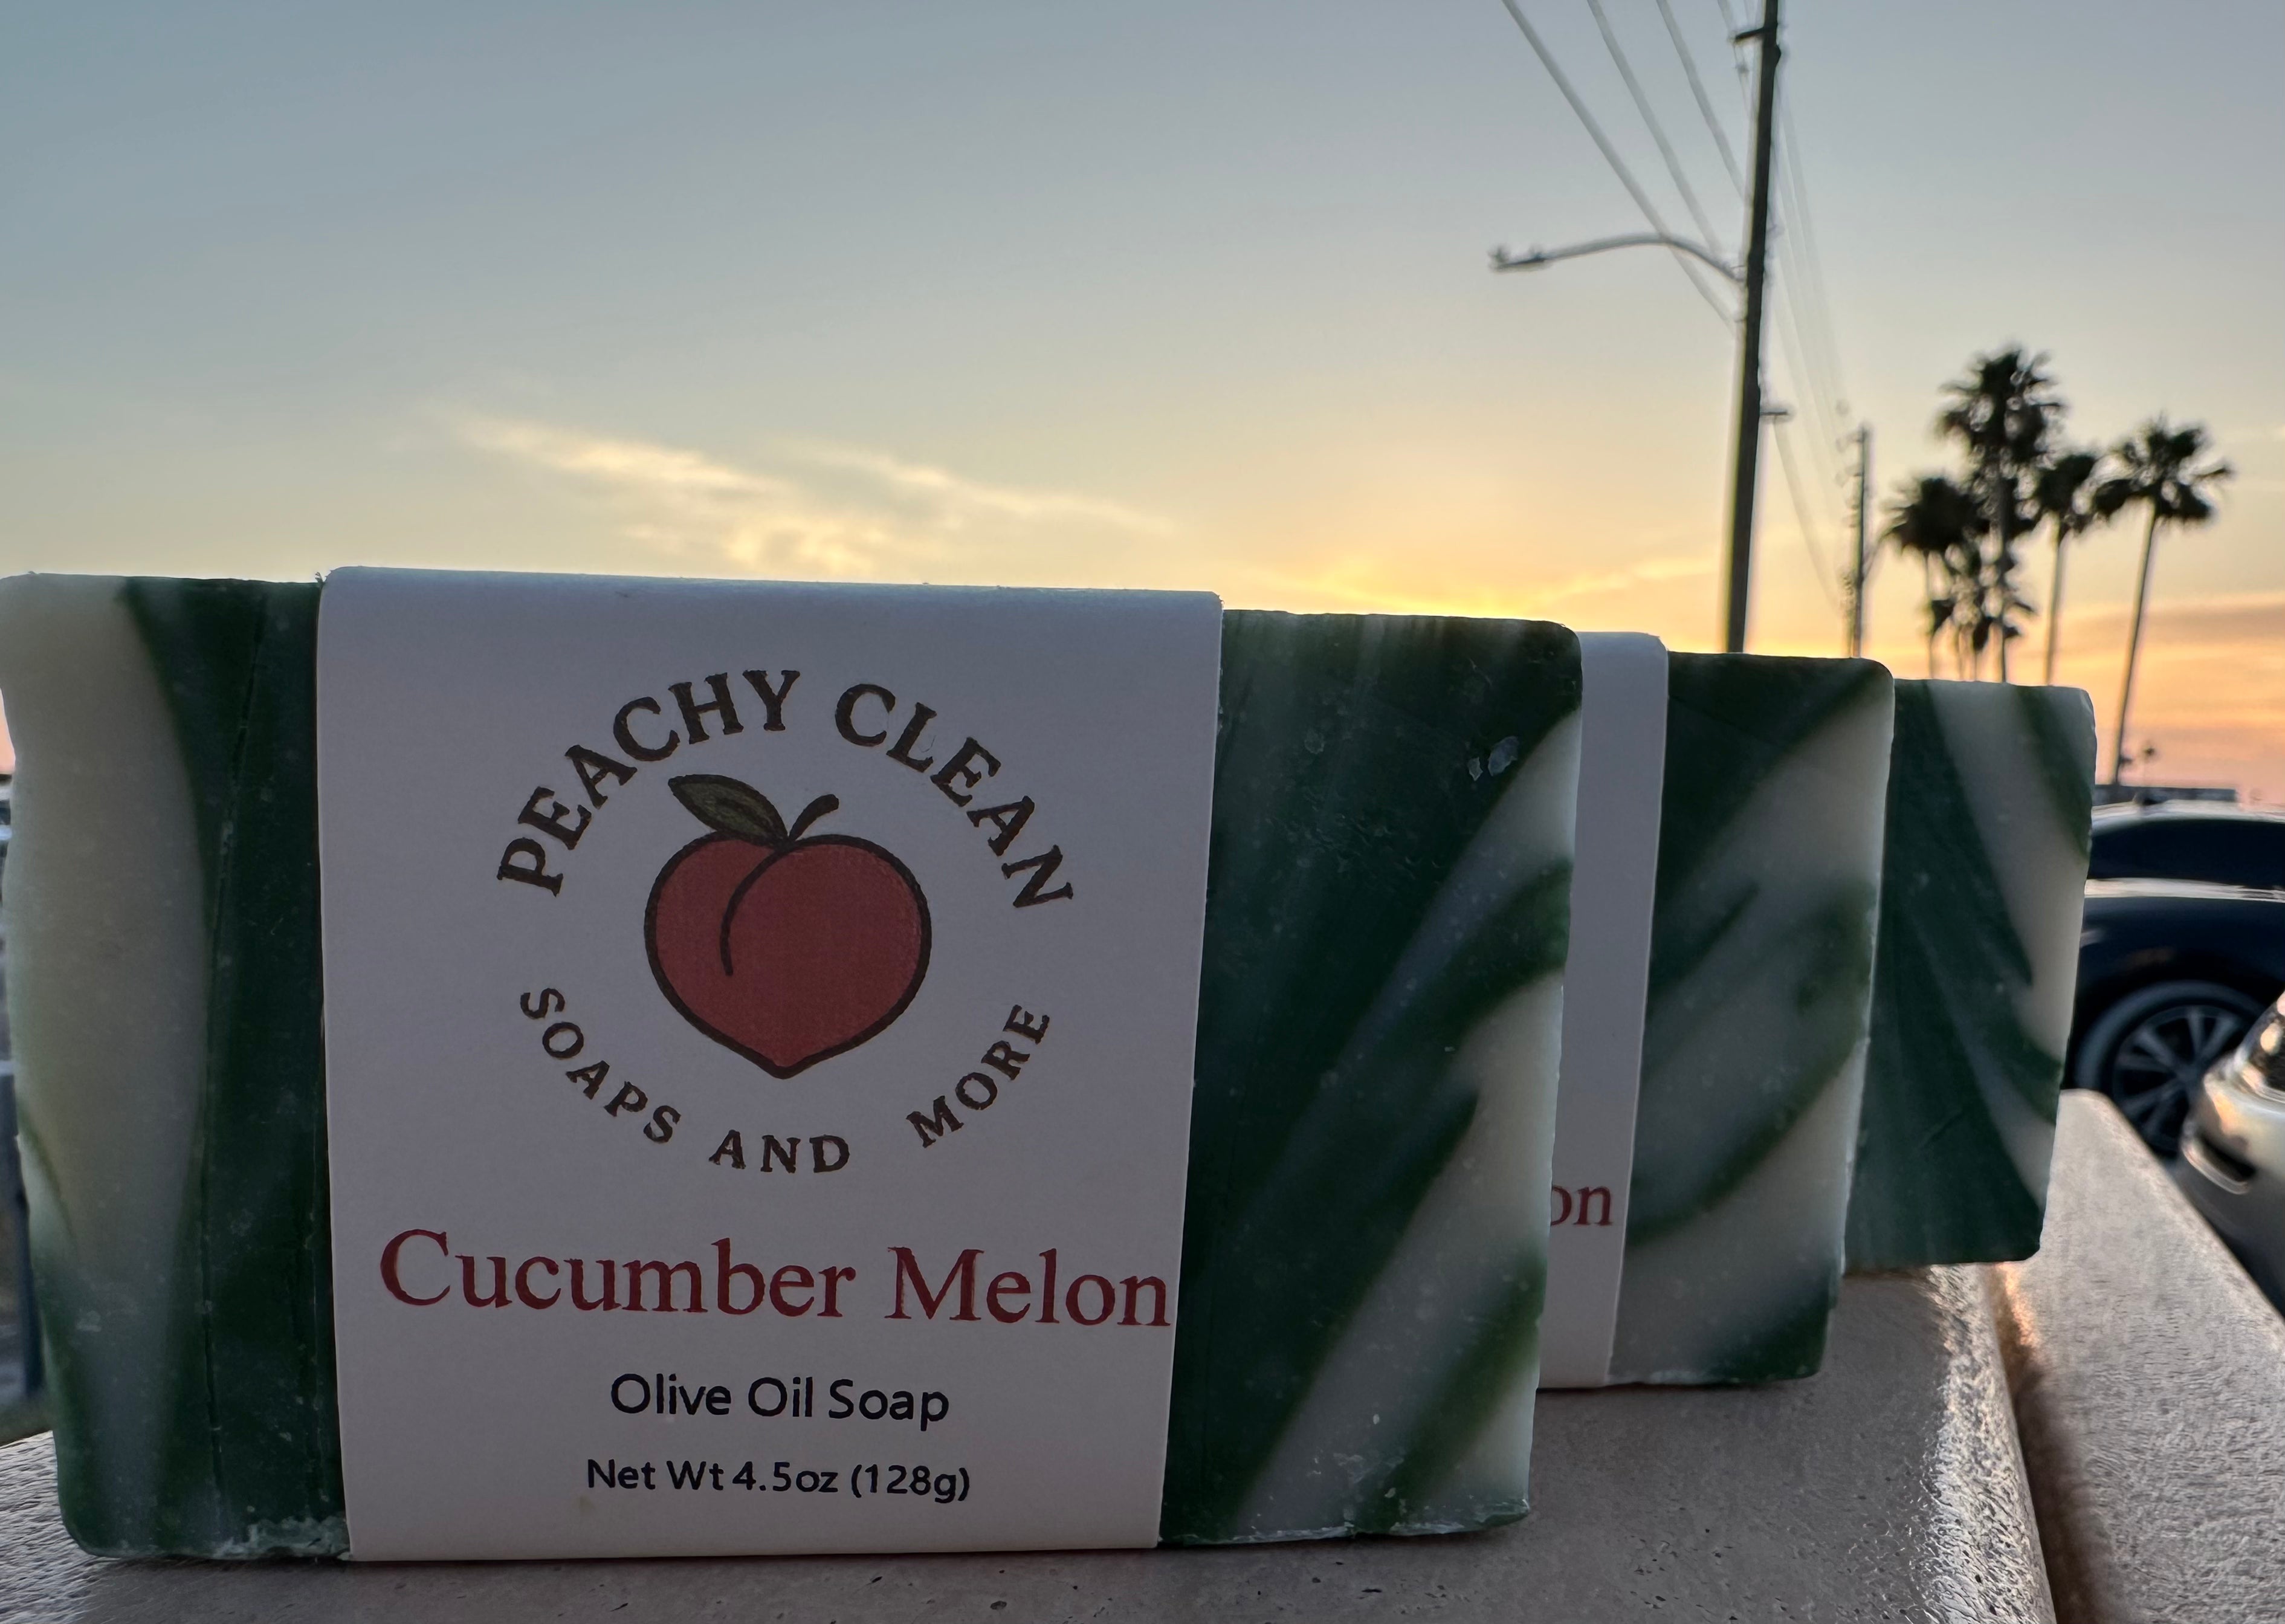 PEACHY CLEAN
SOAPS AND MORE
Cucumber Melon
Olive Oil Soap
Net Wt 4.5oz (128g)
on